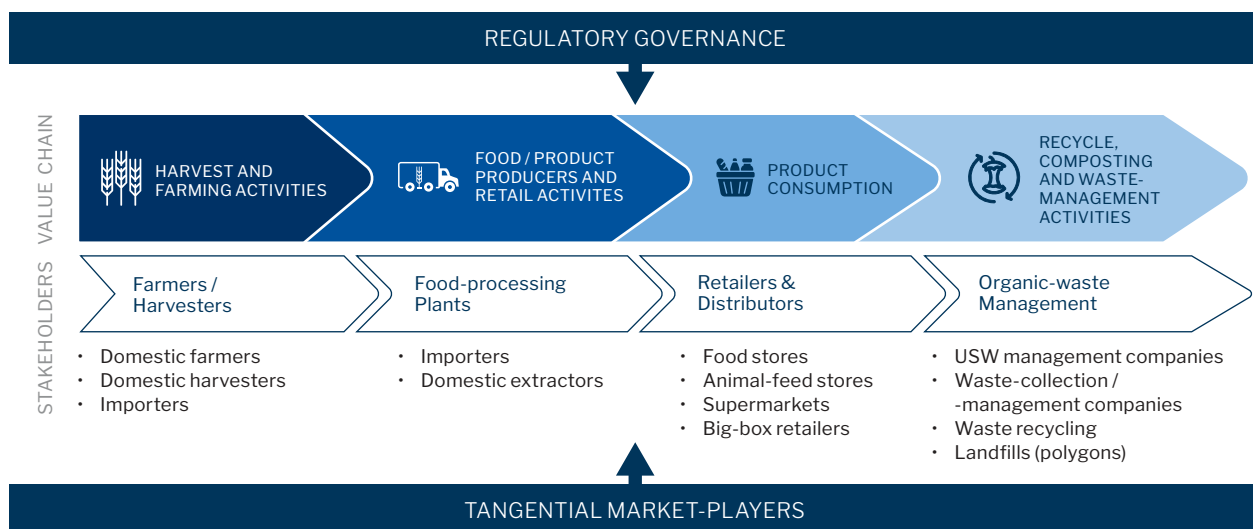 REGULATORY GOVERNANCE
VALUE CHAIN
HARVEST AND
FARMING ACTIVITIES
FOOD / PRODUCT
PRODUCERS AND
RETAIL ACTIVITES
PRODUCT
CONSUMPTION
RECYCLE,
COMPOSTING
AND WASTE-
MANAGEMENT
ACTIVITIES
STAKEHOLDERS
Farmers /
Harvesters
Food-processing
Plants
Retailers &
Distributors
Organic-waste
Management
• Domestic farmers
• Domestic harvesters
• Importers
• Importers
• Domestic extractors
• Food stores
• Animal-feed stores
• Supermarkets
• Big-box retailers
• USW management companies
• Waste-collection /
-management companies
• Waste recycling
• Landfills (polygons)
TANGENTIAL MARKET-PLAYERS